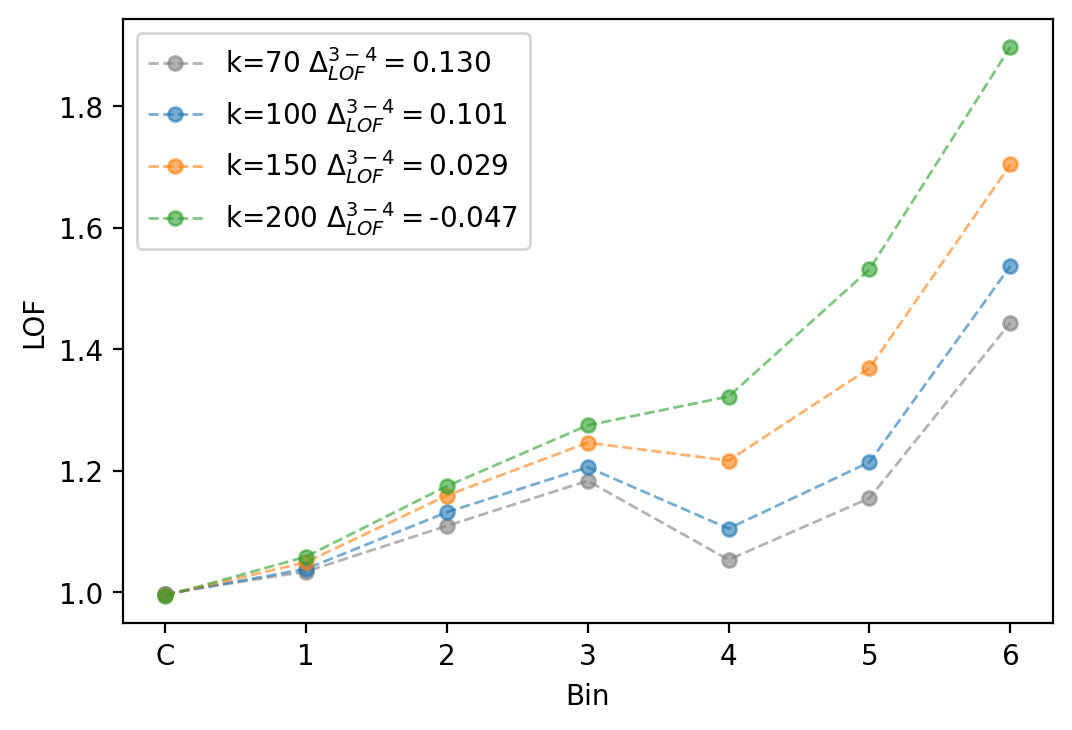 k=70 Δ_{LOF}^{3-4} = 0.130
k=100 Δ_{LOF}^{3-4} = 0.101
k=150 Δ_{LOF}^{3-4} = 0.029
k=200 Δ_{LOF}^{3-4} = -0.047
1.8
1.6
1.4
1.2
1.0
LOF
C 1 2 3 4 5 6
Bin